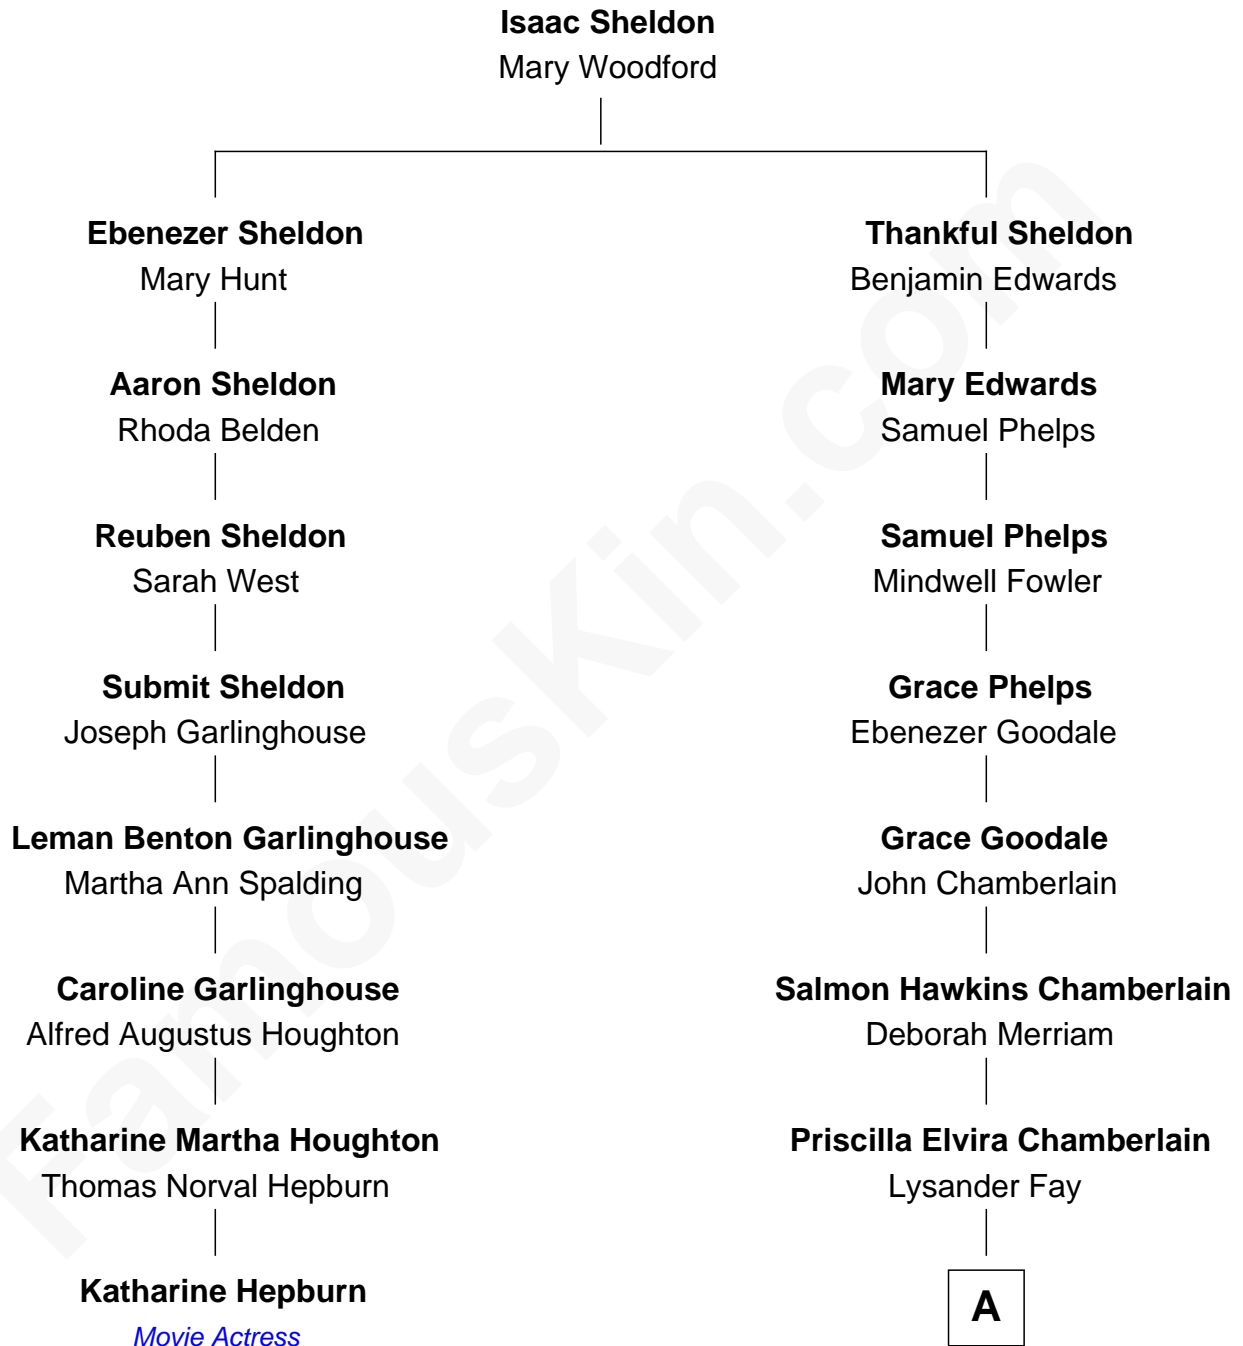 Isaac Sheldon
Mary Woodford
Ebenezer Sheldon
Mary Hunt
Thankful Sheldon
Benjamin Edwards
Aaron Sheldon
Rhoda Belden
Mary Edwards
Samuel Phelps
Reuben Sheldon
Sarah West
Samuel Phelps
Mindwell Fowler
Submit Sheldon
Joseph Garlinghouse
Grace Phelps
Ebenezer Goodale
Leman Benton Garlinghouse
Martha Ann Spalding
Grace Goodale
John Chamberlain
Caroline Garlinghouse
Alfred Augustus Houghton
Salmon Hawkins Chamberlain
Deborah Merriam
Katharine Martha Houghton
Thomas Norval Hepburn
Priscilla Elvira Chamberlain
Lysander Fay
Katharine Hepburn
Movie Actress
A
FamousKin.com